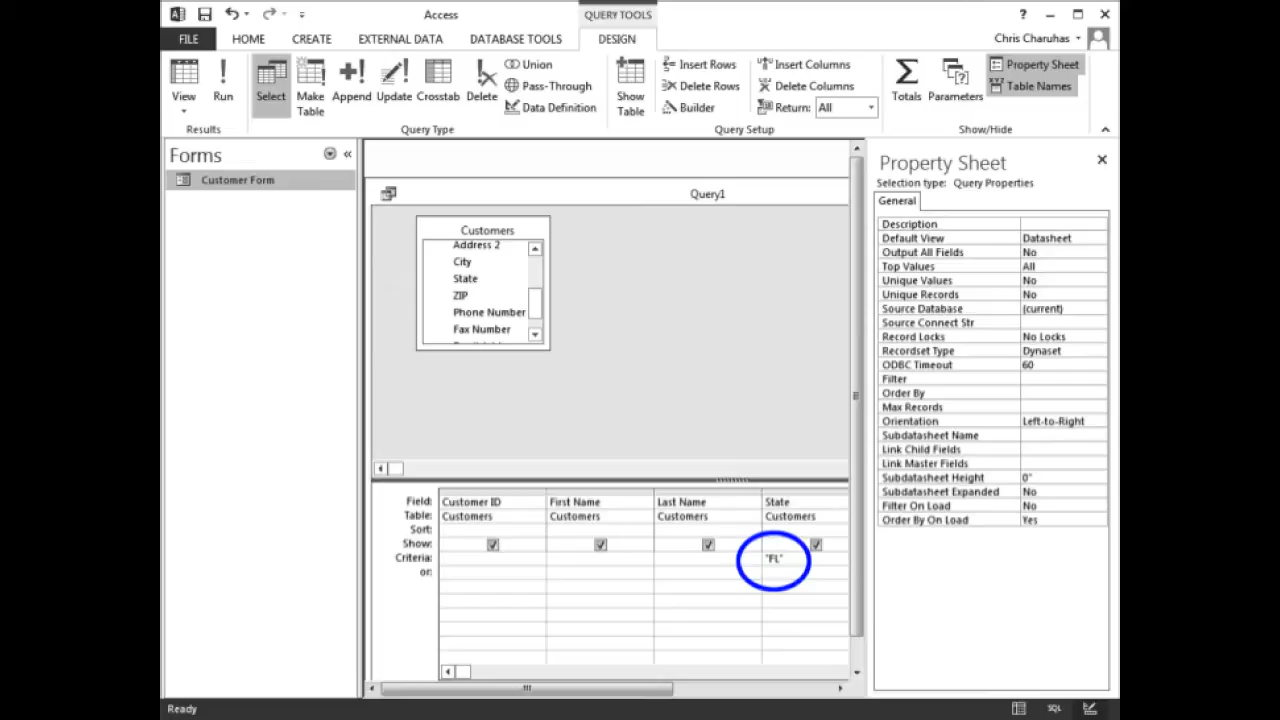 Access
QUERY TOOLS
?
FILE HOME CREATE EXTERNAL DATA DATABASE TOOLS DESIGN Chris Charuhas
View
Run
Select
Make Table
Append
Update
Crosstab
Delete
Union
Pass-Through
Data Definition
Show Table
Insert Rows
Delete Rows
Builder
Insert Columns
Delete Columns
Return: All
Totals
Parameters
Property Sheet
Table Names
Results Query Type Query Setup Show/Hide
Forms
Customer Form
Query1
Customers
Address 2
City
State
ZIP
Phone Number
Fax Number
Field: Customer ID First Name Last Name State
Table: Customers Customers Customers Customers
Sort:
Show:
Criteria: "FL"
or:
Property Sheet
Selection type: Query Properties
General
Description
Default View Datasheet
Output All Fields No
Top Values All
Unique Values No
Unique Records No
Source Database (current)
Source Connect Str
Record Locks No Locks
Recordset Type Dynaset
ODBC Timeout 60
Filter
Order By
Max Records
Orientation Left-to-Right
Subdatasheet Name
Link Child Fields
Link Master Fields
Subdatasheet Height 0"
Subdatasheet Expanded No
Filter On Load No
Order By On Load Yes
Ready
SQL